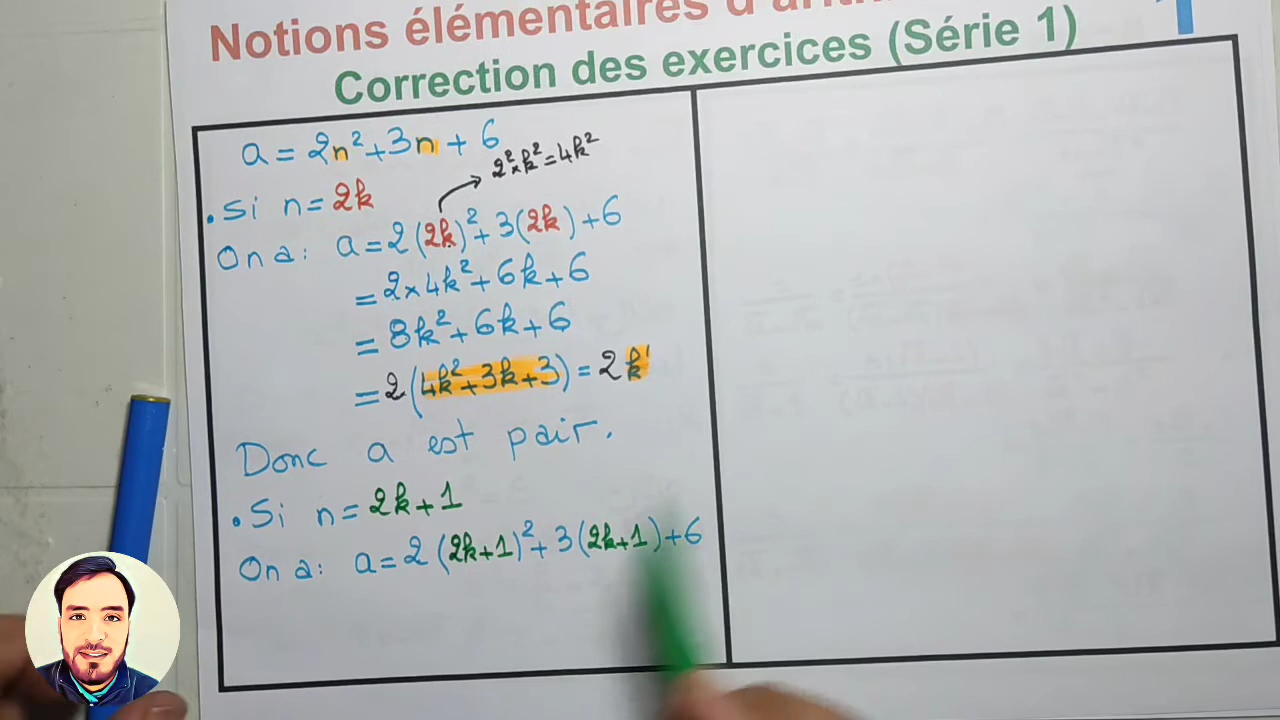 Notions élémentaires d'arit
Correction des exercices (Série 1)
1
a = 2n² + 3n + 6
2² × k² = 4k²
• Si n = 2k
On a : a = 2(2k)² + 3(2k) + 6
= 2 × 4k² + 6k + 6
= 8k² + 6k + 6
= 2(4k² + 3k + 3) = 2k'
Donc a est pair.
• Si n = 2k + 1
On a : a = 2(2k+1)² + 3(2k+1) + 6